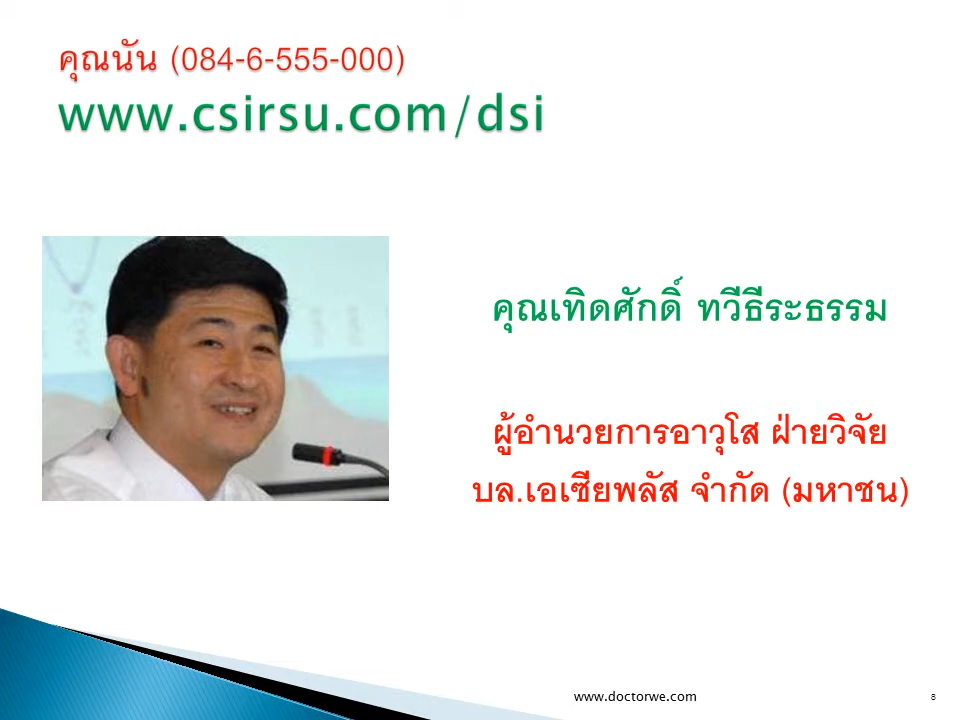 คุณนัน (084-6-555-000)
www.csirsu.com/dsi
คุณเทิดศักดิ์ ทวีธีระธรรม
ผู้อำนวยการอาวุโส ฝ่ายวิจัย
บล.เอเซียพลัส จำกัด (มหาชน)
www.doctorwe.com
8